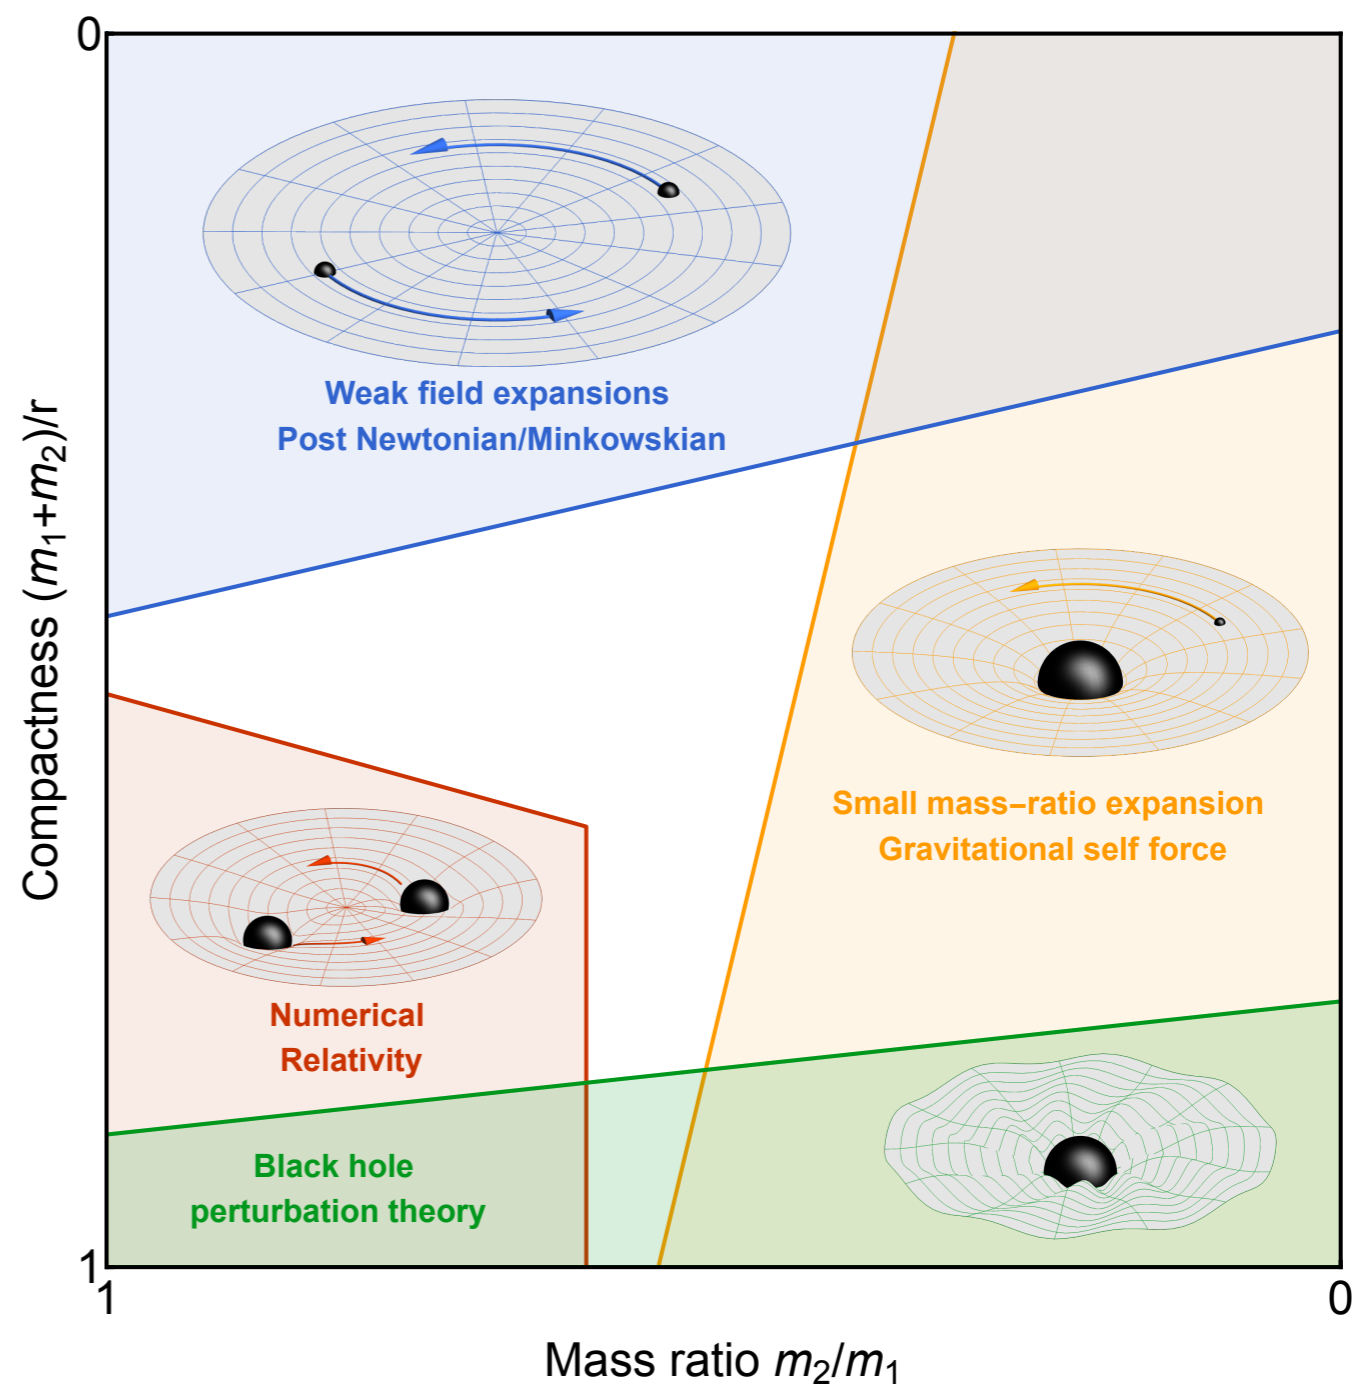 0
Weak field expansions
Post Newtonian/Minkowskian
Compactness (m₁+m₂)/r
Small mass–ratio expansion
Gravitational self force
Numerical
Relativity
Black hole
perturbation theory
1
1
0
Mass ratio m₂/m₁